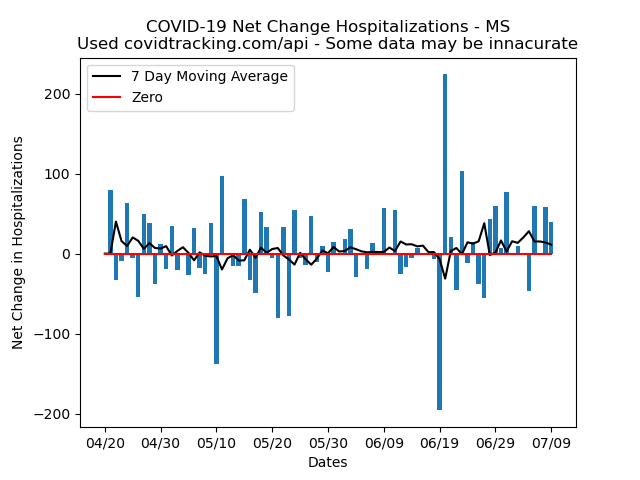 COVID-19 Net Change Hospitalizations - MS
Used covidtracking.com/api - Some data may be innacurate
7 Day Moving Average
Zero
Net Change in Hospitalizations
200
100
0
−100
−200
04/20 04/30 05/10 05/20 05/30 06/09 06/19 06/29 07/09
Dates